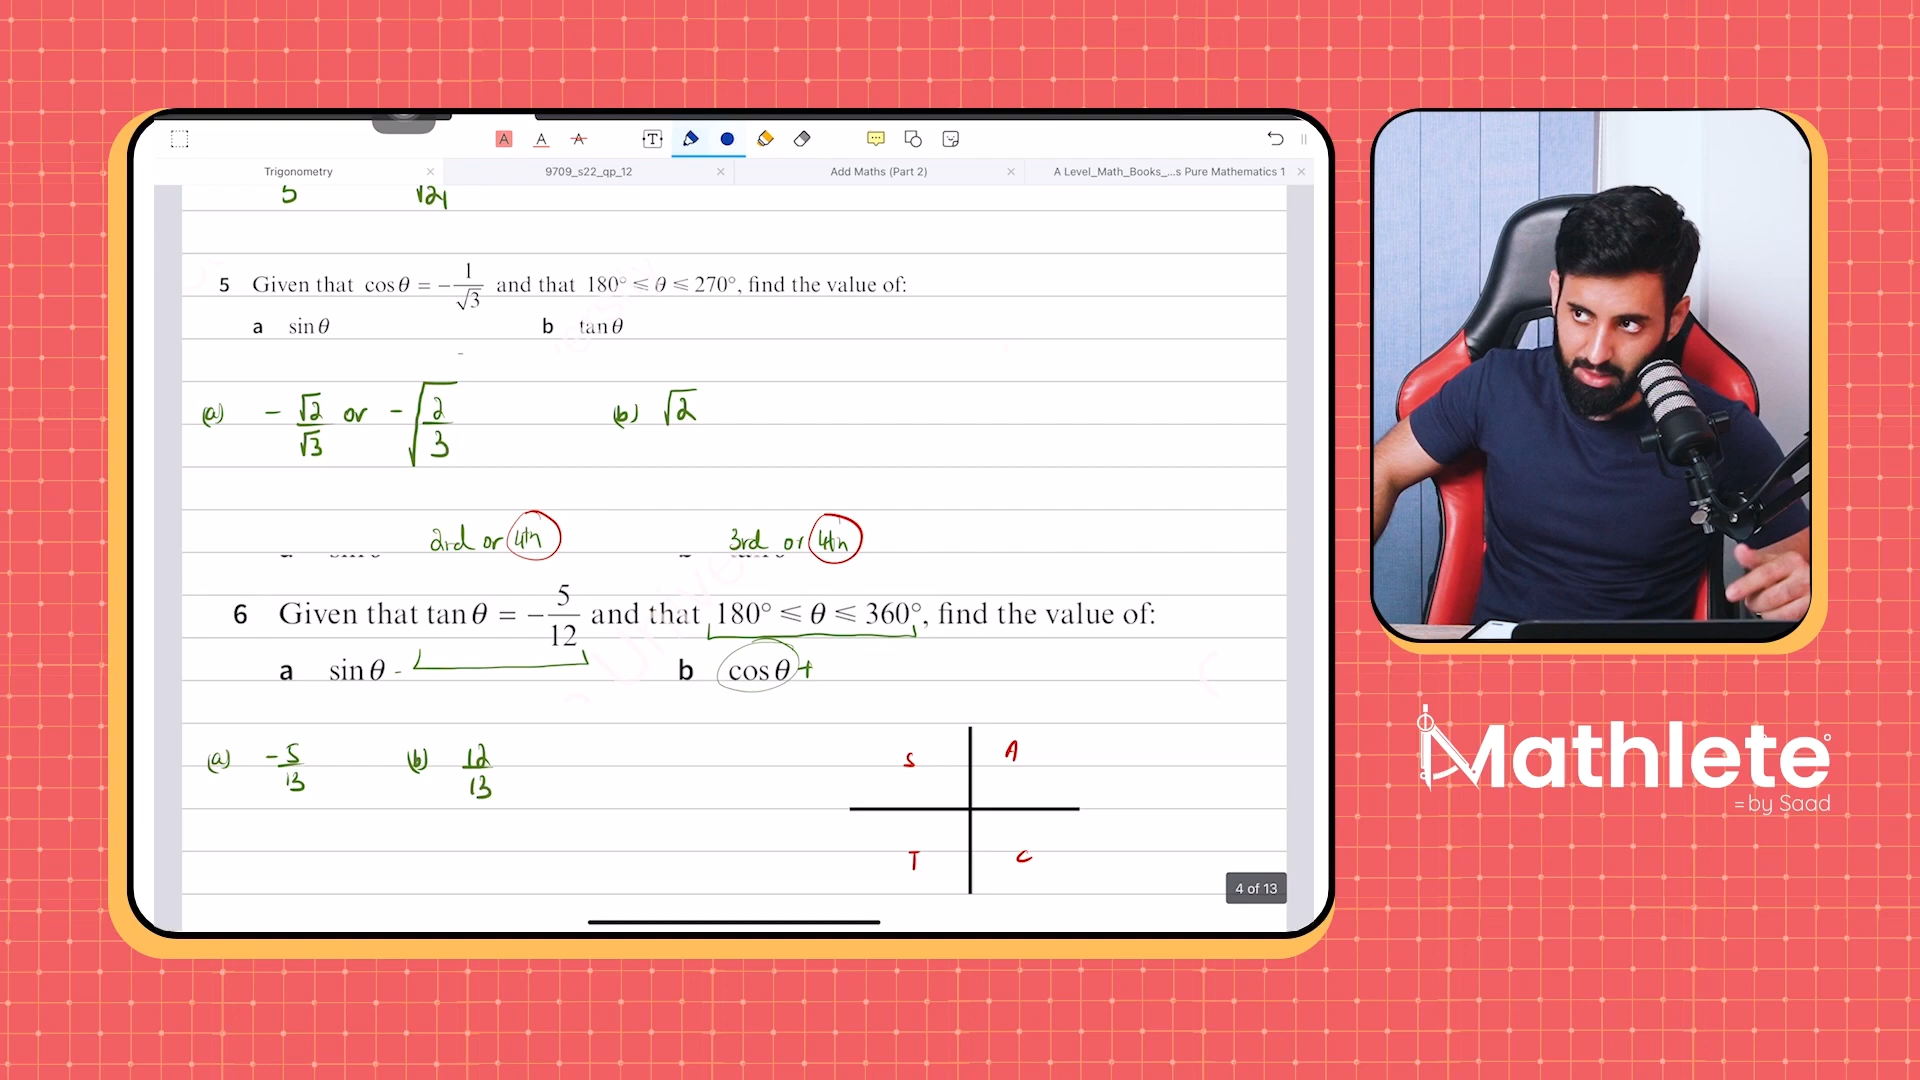 Trigonometry × 9709_s22_qp_12 × Add Maths (Part 2) × A Level_Math_Books_...s Pure Mathematics 1 ×
5 √21
5 Given that cos θ = −1/√3 and that 180° ⩽ θ ⩽ 270°, find the value of:
a sin θ b tan θ
(a) − √2/√3 or − √(2/3) (b) √2
2rd or 4th 3rd or 4th
6 Given that tan θ = −5/12 and that 180° ⩽ θ ⩽ 360°, find the value of:
a sin θ - b cos θ +
(a) −5/13 (b) 12/13
S A
T C
4 of 13
Mathlete
= by Saad